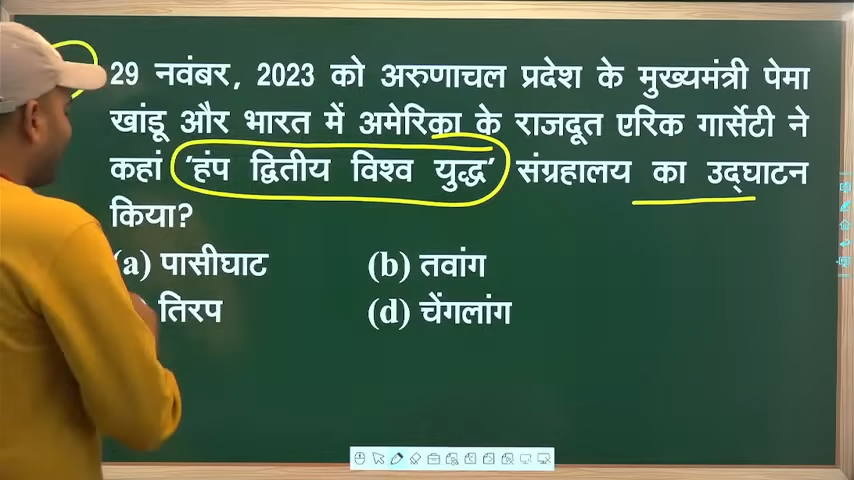 29 नवंबर, 2023 को अरुणाचल प्रदेश के मुख्यमंत्री पेमा
खांडू और भारत में अमेरिका के राजदूत एरिक गार्सेटी ने
कहां 'हंप द्वितीय विश्व युद्ध' संग्रहालय का उद्घाटन
किया?
(a) पासीघाट (b) तवांग
तिरप (d) चेंगलांग